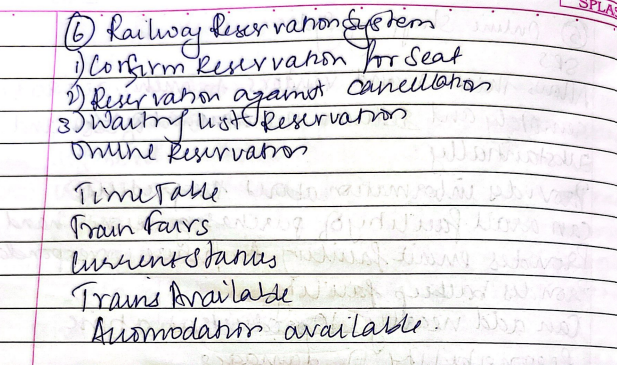 SPLAS
⑥ Railway Reservation System
1) Confirm Reservation for Seat
2) Reservation against Cancellation
3) Waiting List Reservation
Online Reservation
Time Table
Train Fairs
Current Status
Trains Available
Accomodation available